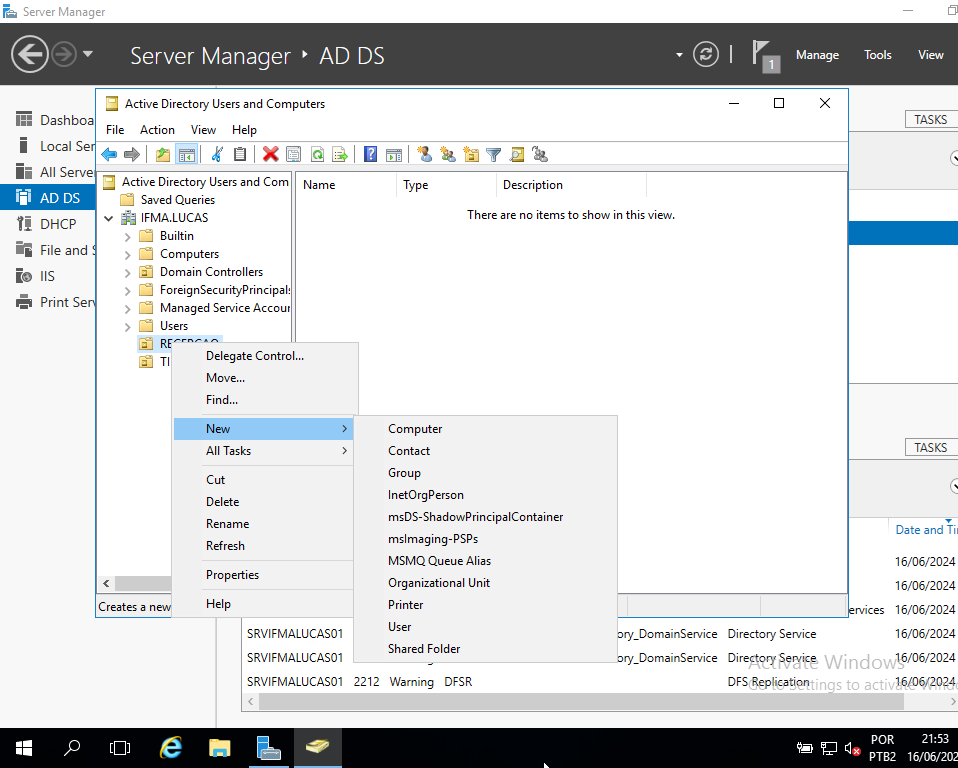 Server Manager
Server Manager ‣ AD DS
1
Manage Tools View
Dashboa
Local Ser
All Server
AD DS
DHCP
File and S
IIS
Print Serv
Active Directory Users and Computers
File Action View Help
Active Directory Users and Com
Saved Queries
IFMA.LUCAS
Builtin
Computers
Domain Controllers
ForeignSecurityPrincipals
Managed Service Accour
Users
TI
Name Type Description
There are no items to show in this view.
Delegate Control...
Move...
Find...
New
All Tasks
Cut
Delete
Rename
Refresh
Properties
Help
Computer
Contact
Group
InetOrgPerson
msDS-ShadowPrincipalContainer
msImaging-PSPs
MSMQ Queue Alias
Organizational Unit
Printer
User
Shared Folder
Creates a new
TASKS
TASKS
Date and Ti
16/06/2024
16/06/2024
ervices 16/06/2024
SRVIFMALUCAS01 ory_DomainService Directory Service 16/06/2024
SRVIFMALUCAS01 ory_DomainService Directory Service 16/06/2024
SRVIFMALUCAS01 2212 Warning DFSR DFS Replication 16/06/2024
Activate Windows
Go to Settings to activate Windo
POR
PTB2
21:53
16/06/202